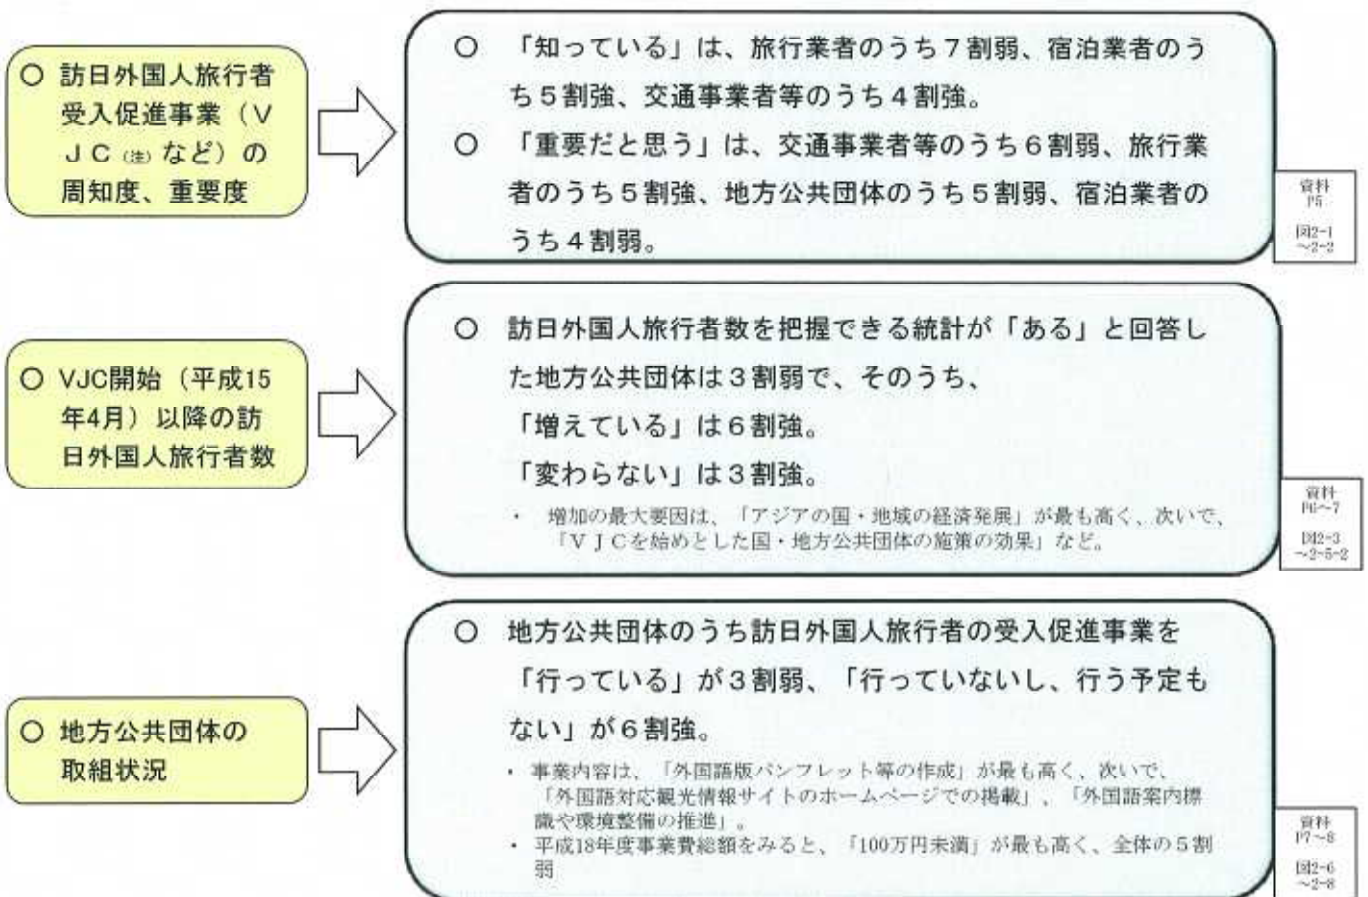 ○ 訪日外国人旅行者
受入促進事業（Ｖ
ＪＣ（注）など）の
周知度、重要度
○ 「知っている」は、旅行業者のうち７割弱、宿泊業者のう
ち５割強、交通事業者等のうち４割強。
○ 「重要だと思う」は、交通事業者等のうち６割弱、旅行業
者のうち５割強、地方公共団体のうち５割弱、宿泊業者の
うち４割弱。
資料
P5
図2-1
～2-2
○ VJC開始（平成15
年4月）以降の訪
日外国人旅行者数
○ 訪日外国人旅行者数を把握できる統計が「ある」と回答し
た地方公共団体は３割弱で、そのうち、
「増えている」は６割強。
「変わらない」は３割強。
・ 増加の最大要因は、「アジアの国・地域の経済発展」が最も高く、次いで、
「ＶＪＣを始めとした国・地方公共団体の施策の効果」など。
資料
P6～7
図2-3
～2-5-2
○ 地方公共団体の
取組状況
○ 地方公共団体のうち訪日外国人旅行者の受入促進事業を
「行っている」が３割弱、「行っていないし、行う予定も
ない」が６割強。
・ 事業内容は、「外国語版パンフレット等の作成」が最も高く、次いで、
「外国語対応観光情報サイトのホームページでの掲載」、「外国語案内標
識や環境整備の推進」。
・ 平成18年度事業費総額をみると、「100万円未満」が最も高く、全体の５割
弱
資料
P7～8
図2-6
～2-8